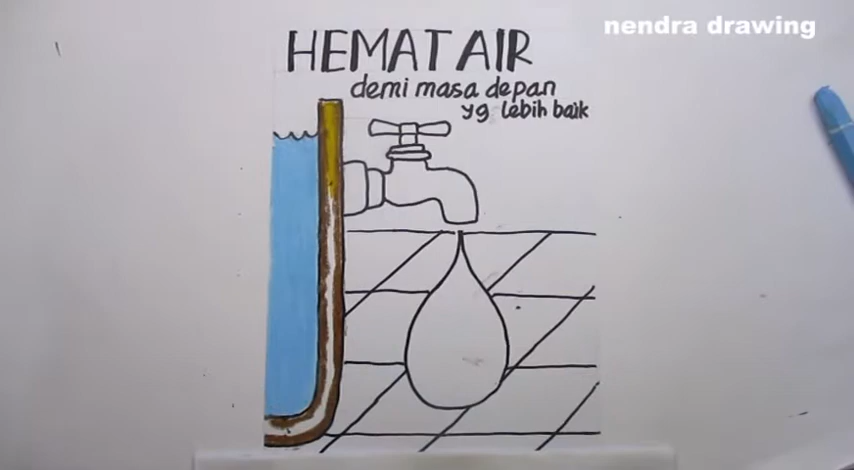 nendra drawing
HEMAT AIR
demi masa depan
yg lebih baik